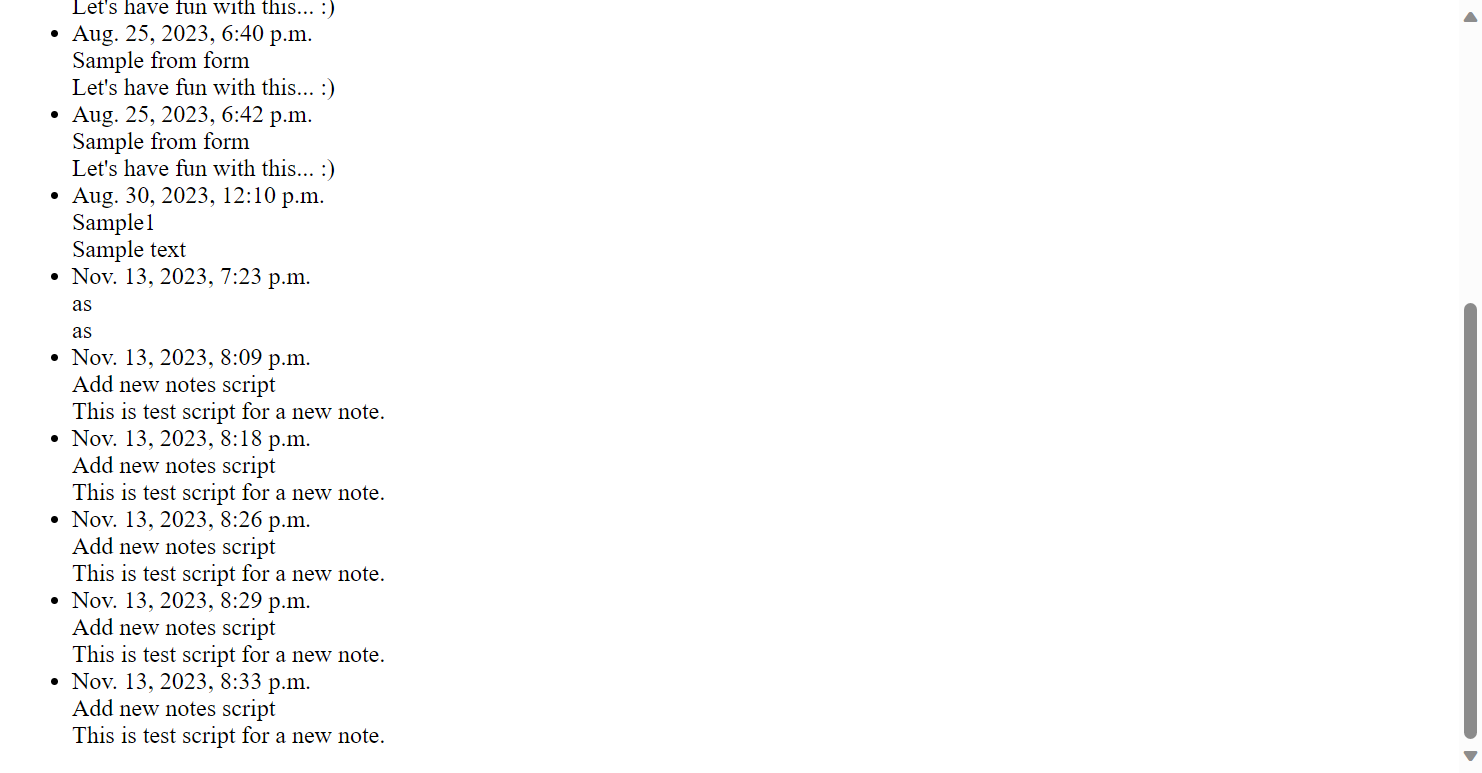 Let's have fun with this... :)
Aug. 25, 2023, 6:40 p.m.
Sample from form
Let's have fun with this... :)
Aug. 25, 2023, 6:42 p.m.
Sample from form
Let's have fun with this... :)
Aug. 30, 2023, 12:10 p.m.
Sample1
Sample text
Nov. 13, 2023, 7:23 p.m.
as
as
Nov. 13, 2023, 8:09 p.m.
Add new notes script
This is test script for a new note.
Nov. 13, 2023, 8:18 p.m.
Add new notes script
This is test script for a new note.
Nov. 13, 2023, 8:26 p.m.
Add new notes script
This is test script for a new note.
Nov. 13, 2023, 8:29 p.m.
Add new notes script
This is test script for a new note.
Nov. 13, 2023, 8:33 p.m.
Add new notes script
This is test script for a new note.